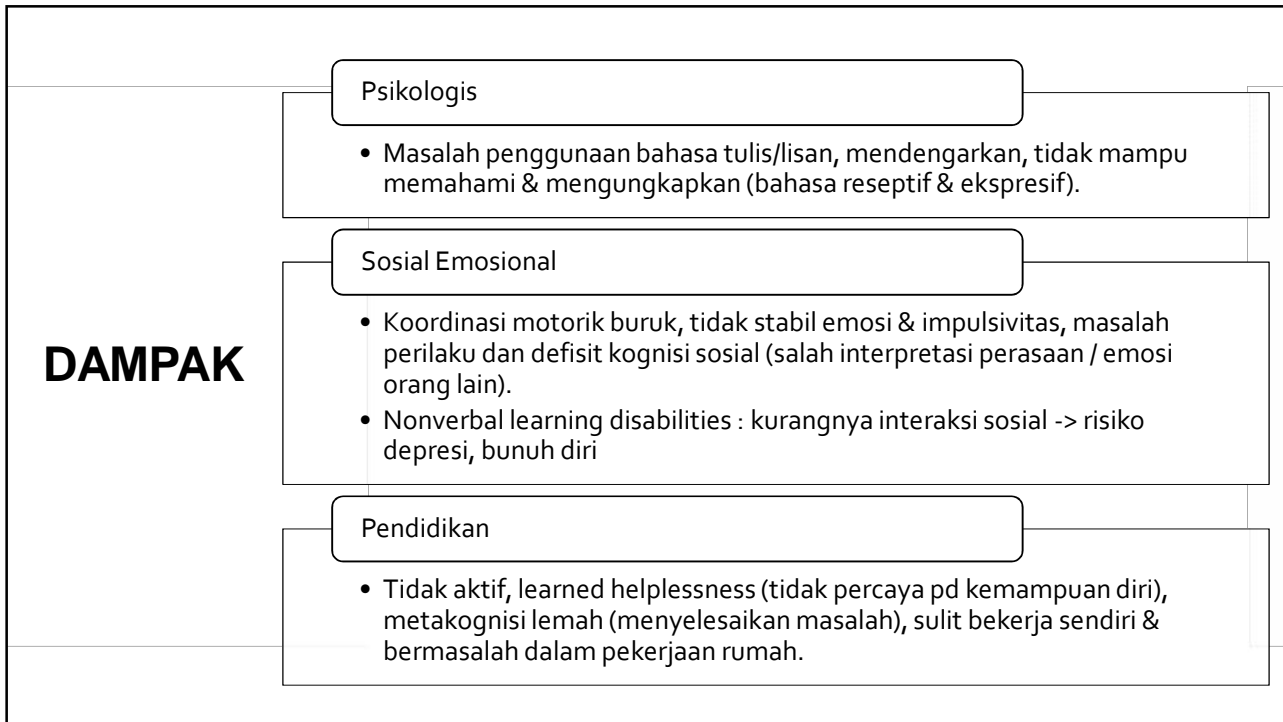 Psikologis
• Masalah penggunaan bahasa tulis/lisan, mendengarkan, tidak mampu
memahami & mengungkapkan (bahasa reseptif & ekspresif).
Sosial Emosional
• Koordinasi motorik buruk, tidak stabil emosi & impulsivitas, masalah
perilaku dan defisit kognisi sosial (salah interpretasi perasaan / emosi
orang lain).
• Nonverbal learning disabilities : kurangnya interaksi sosial -> risiko
depresi, bunuh diri
DAMPAK
Pendidikan
• Tidak aktif, learned helplessness (tidak percaya pd kemampuan diri),
metakognisi lemah (menyelesaikan masalah), sulit bekerja sendiri &
bermasalah dalam pekerjaan rumah.